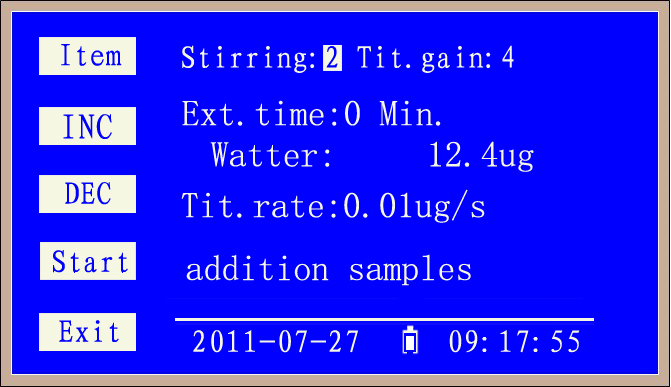 Item
Stirring:2 Tit.gain:4
INC
Ext.time:0 Min.
Watter: 12.4ug
DEC
Tit.rate:0.01ug/s
Start
addition samples
Exit
2011-07-27 09:17:55